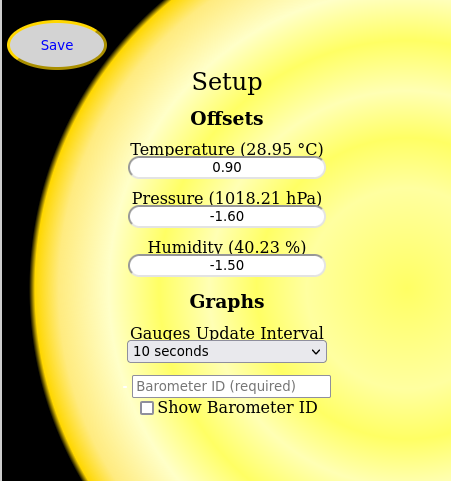 Save
Setup
Offsets
Temperature (28.95 °C)
0.90
Pressure (1018.21 hPa)
-1.60
Humidity (40.23 %)
-1.50
Graphs
Gauges Update Interval
10 seconds
Barometer ID (required)
Show Barometer ID